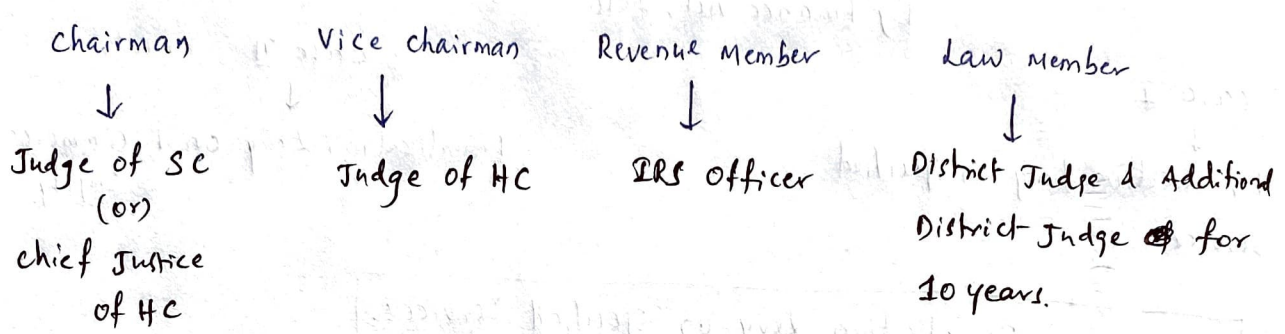 Chairman Vice chairman Revenue Member Law Member
↓ ↓ ↓ ↓
Judge of SC Judge of HC IRS Officer District Judge & Additional
(or) District Judge for
chief Justice 10 years.
of HC